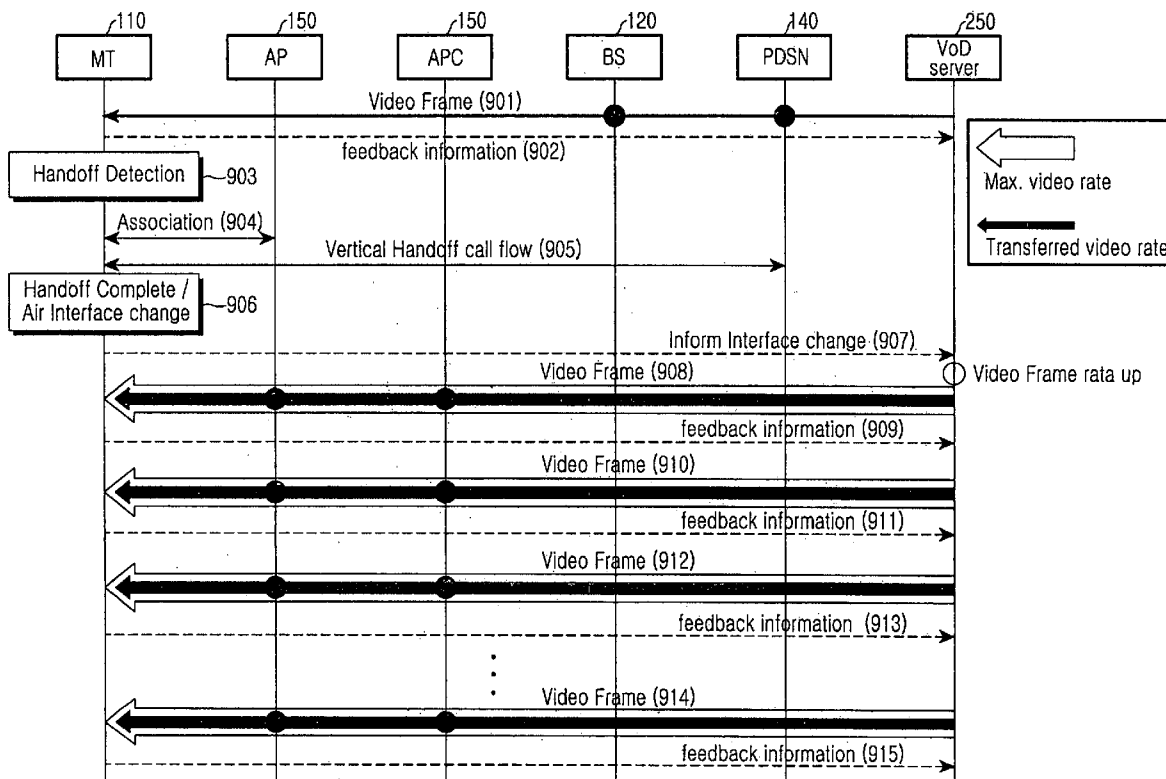 110
150
150
120
140
250
MT
AP
APC
BS
PDSN
VoD
server
Video Frame (901)
feedback information (902)
Handoff Detection
903
Max. video rate
Association (904)
Vertical Handoff call flow (905)
Transferred video rate
Handoff Complete /
Air Interface change
906
Inform Interface change (907)
Video Frame (908)
Video Frame rata up
feedback information (909)
Video Frame (910)
feedback information (911)
Video Frame (912)
feedback information (913)
Video Frame (914)
feedback information (915)